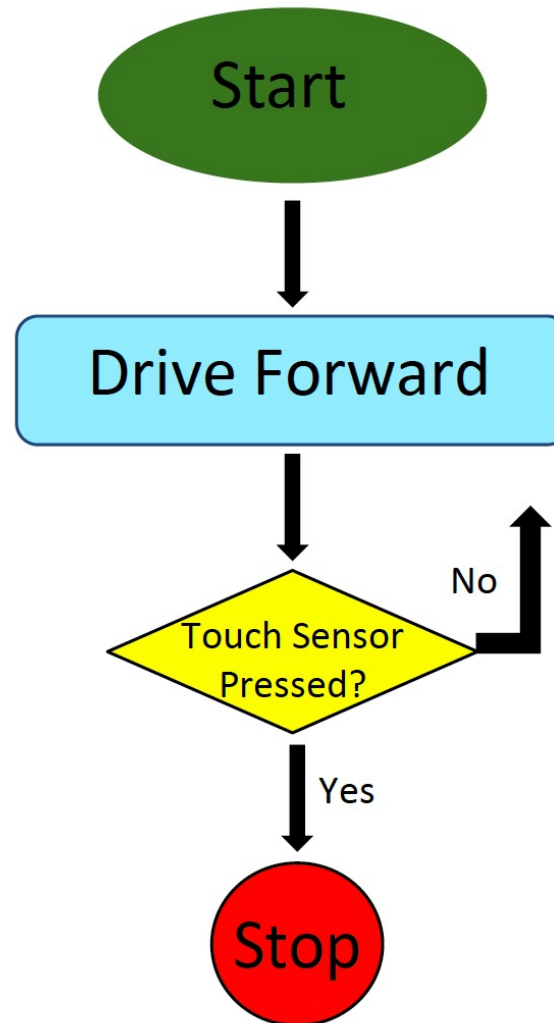 Start
Drive Forward
No
Touch Sensor
Pressed?
Yes
Stop